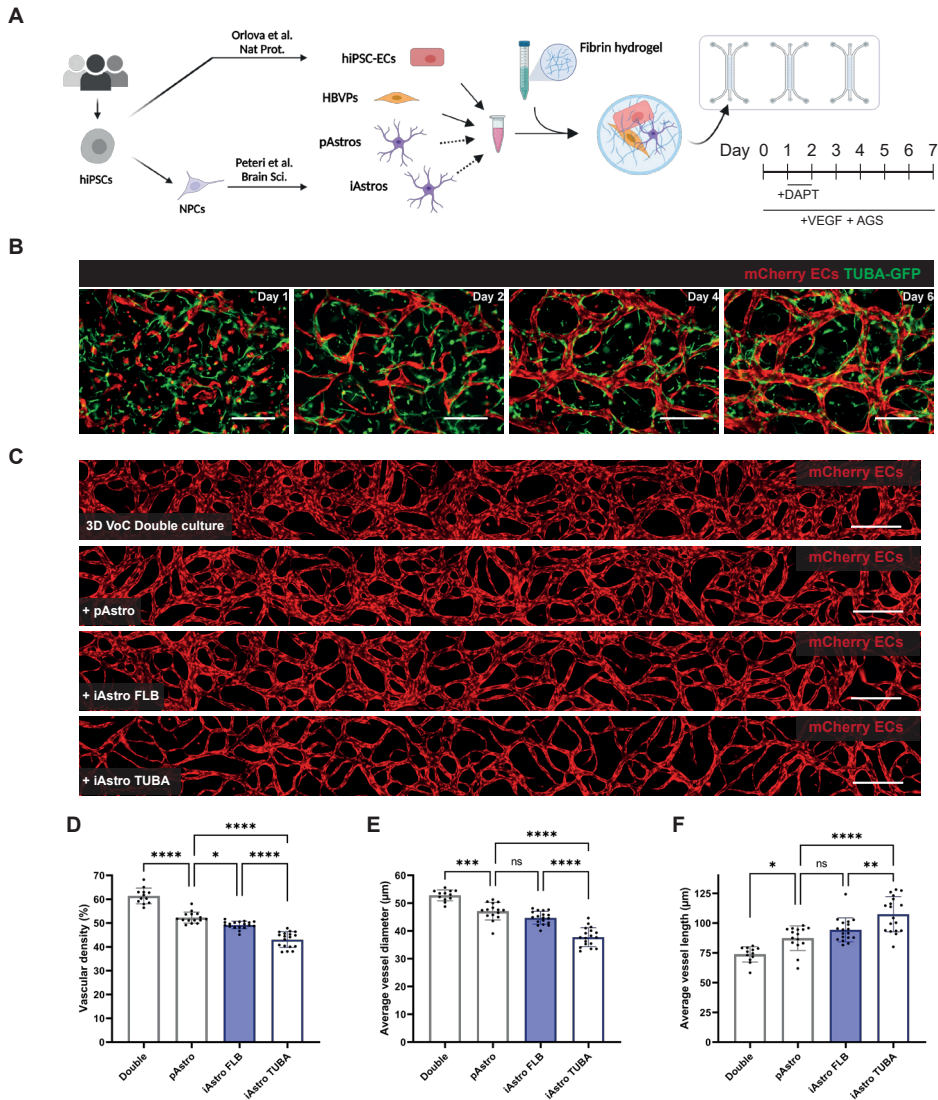 A
Orlova et al.
Nat Prot.
hiPSC-ECs
Fibrin hydrogel
HBVPs
pAstros
Peteri et al.
Brain Sci.
iAstros
hiPSCs
NPCs
Day 0 1 2 3 4 5 6 7
+DAPT
+VEGF + AGS
B
mCherry ECs TUBA-GFP
Day 1
Day 2
Day 4
Day 6
C
mCherry ECs
3D VoC Double culture
mCherry ECs
+ pAstro
mCherry ECs
+ iAstro FLB
mCherry ECs
+ iAstro TUBA
D
****
**** * ****
Vascular density (%)
70
60
50
40
30
20
10
0
Double
pAstro
iAstro FLB
iAstro TUBA
E
****
*** ns ****
Average vessel diameter (μm)
60
50
40
30
20
10
0
Double
pAstro
iAstro FLB
iAstro TUBA
F
****
* ns **
Average vessel length (μm)
125
100
75
50
25
0
Double
pAstro
iAstro FLB
iAstro TUBA